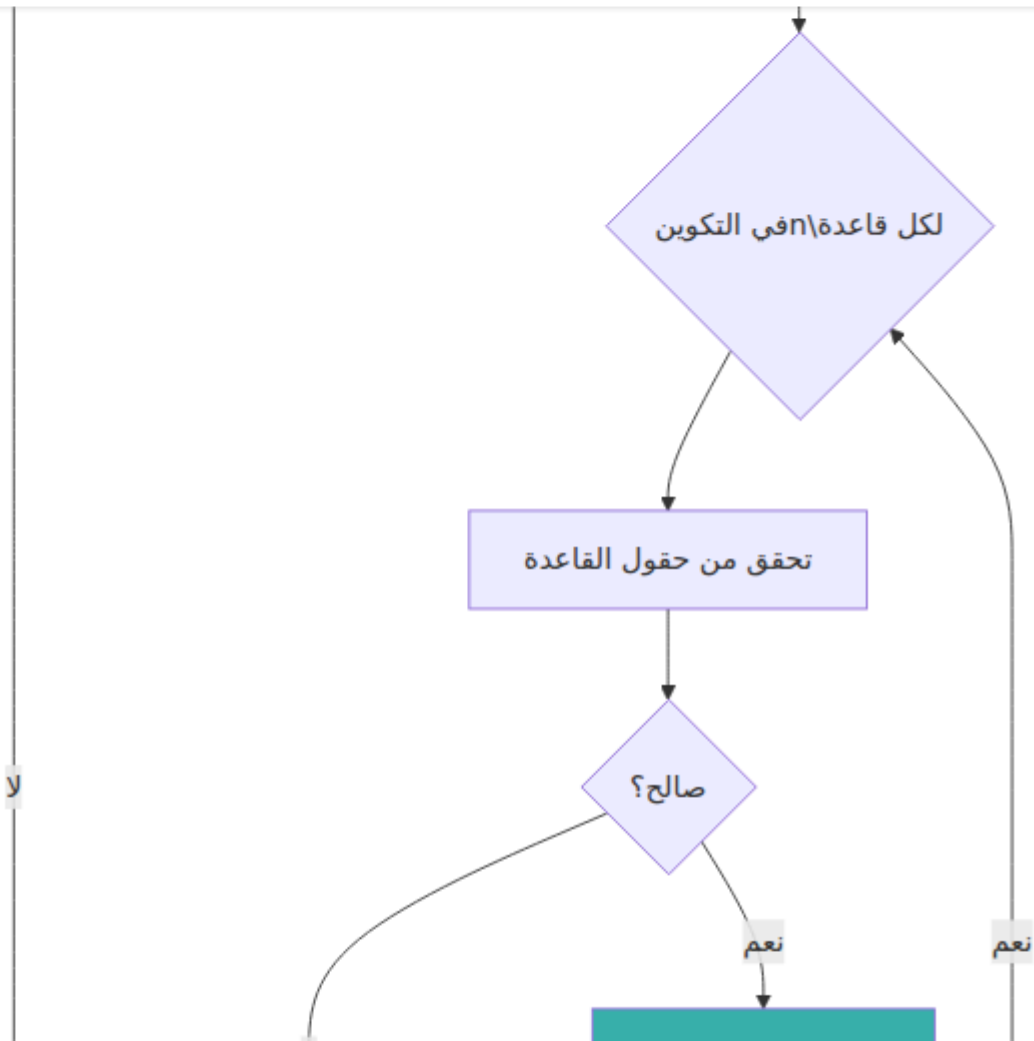 لكل قاعدة\nفي التكوين
تحقق من حقول القاعدة
صالح؟
لا
نعم
نعم